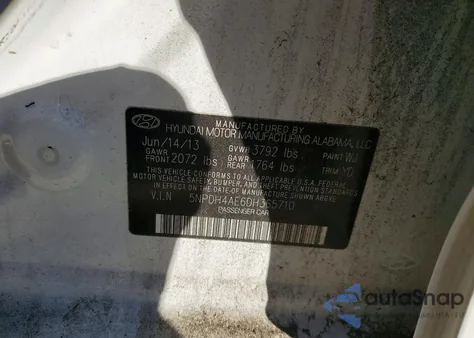 MANUFACTURED BY
HYUNDAI MOTOR MANUFACTURING ALABAMA, LLC
Jun/14/13 GVWR 3792 lbs. PAINT WJ
GAWR FRONT 2072 lbs. GAWR REAR 1764 lbs. TRIM YD
THIS VEHICLE CONFORMS TO ALL APPLICABLE U.S. FEDERAL
MOTOR VEHICLE SAFETY, BUMPER, AND THEFT PREVENTION
STANDARDS IN EFFECT ON THE DATE OF MANUFACTURE SHOWN ABOVE.
V.I.N 5NPDH4AE6DH365710
PASSENGER CAR
autaSnap